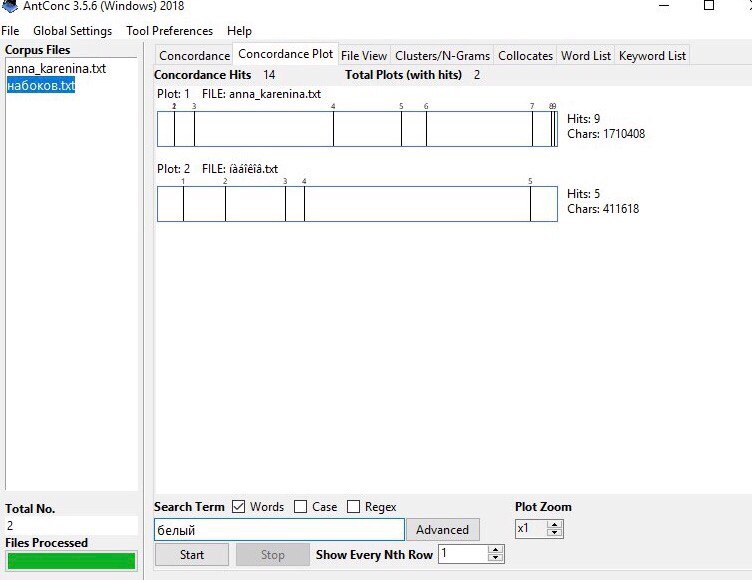 AntConc 3.5.6 (Windows) 2018
File Global Settings Tool Preferences Help
Corpus Files
anna_karenina.txt
набоков.txt
Concordance Concordance Plot File View Clusters/N-Grams Collocates Word List Keyword List
Concordance Hits 14 Total Plots (with hits) 2
Plot: 1 FILE: anna_karenina.txt
2 3 4 5 6 7 89
Hits: 9
Chars: 1710408
Plot: 2 FILE: íàáîêîâ.txt
1 2 3 4 5
Hits: 5
Chars: 411618
Total No.
2
Files Processed
Search Term Words Case Regex Plot Zoom
белый Advanced x1
Start Stop Show Every Nth Row 1